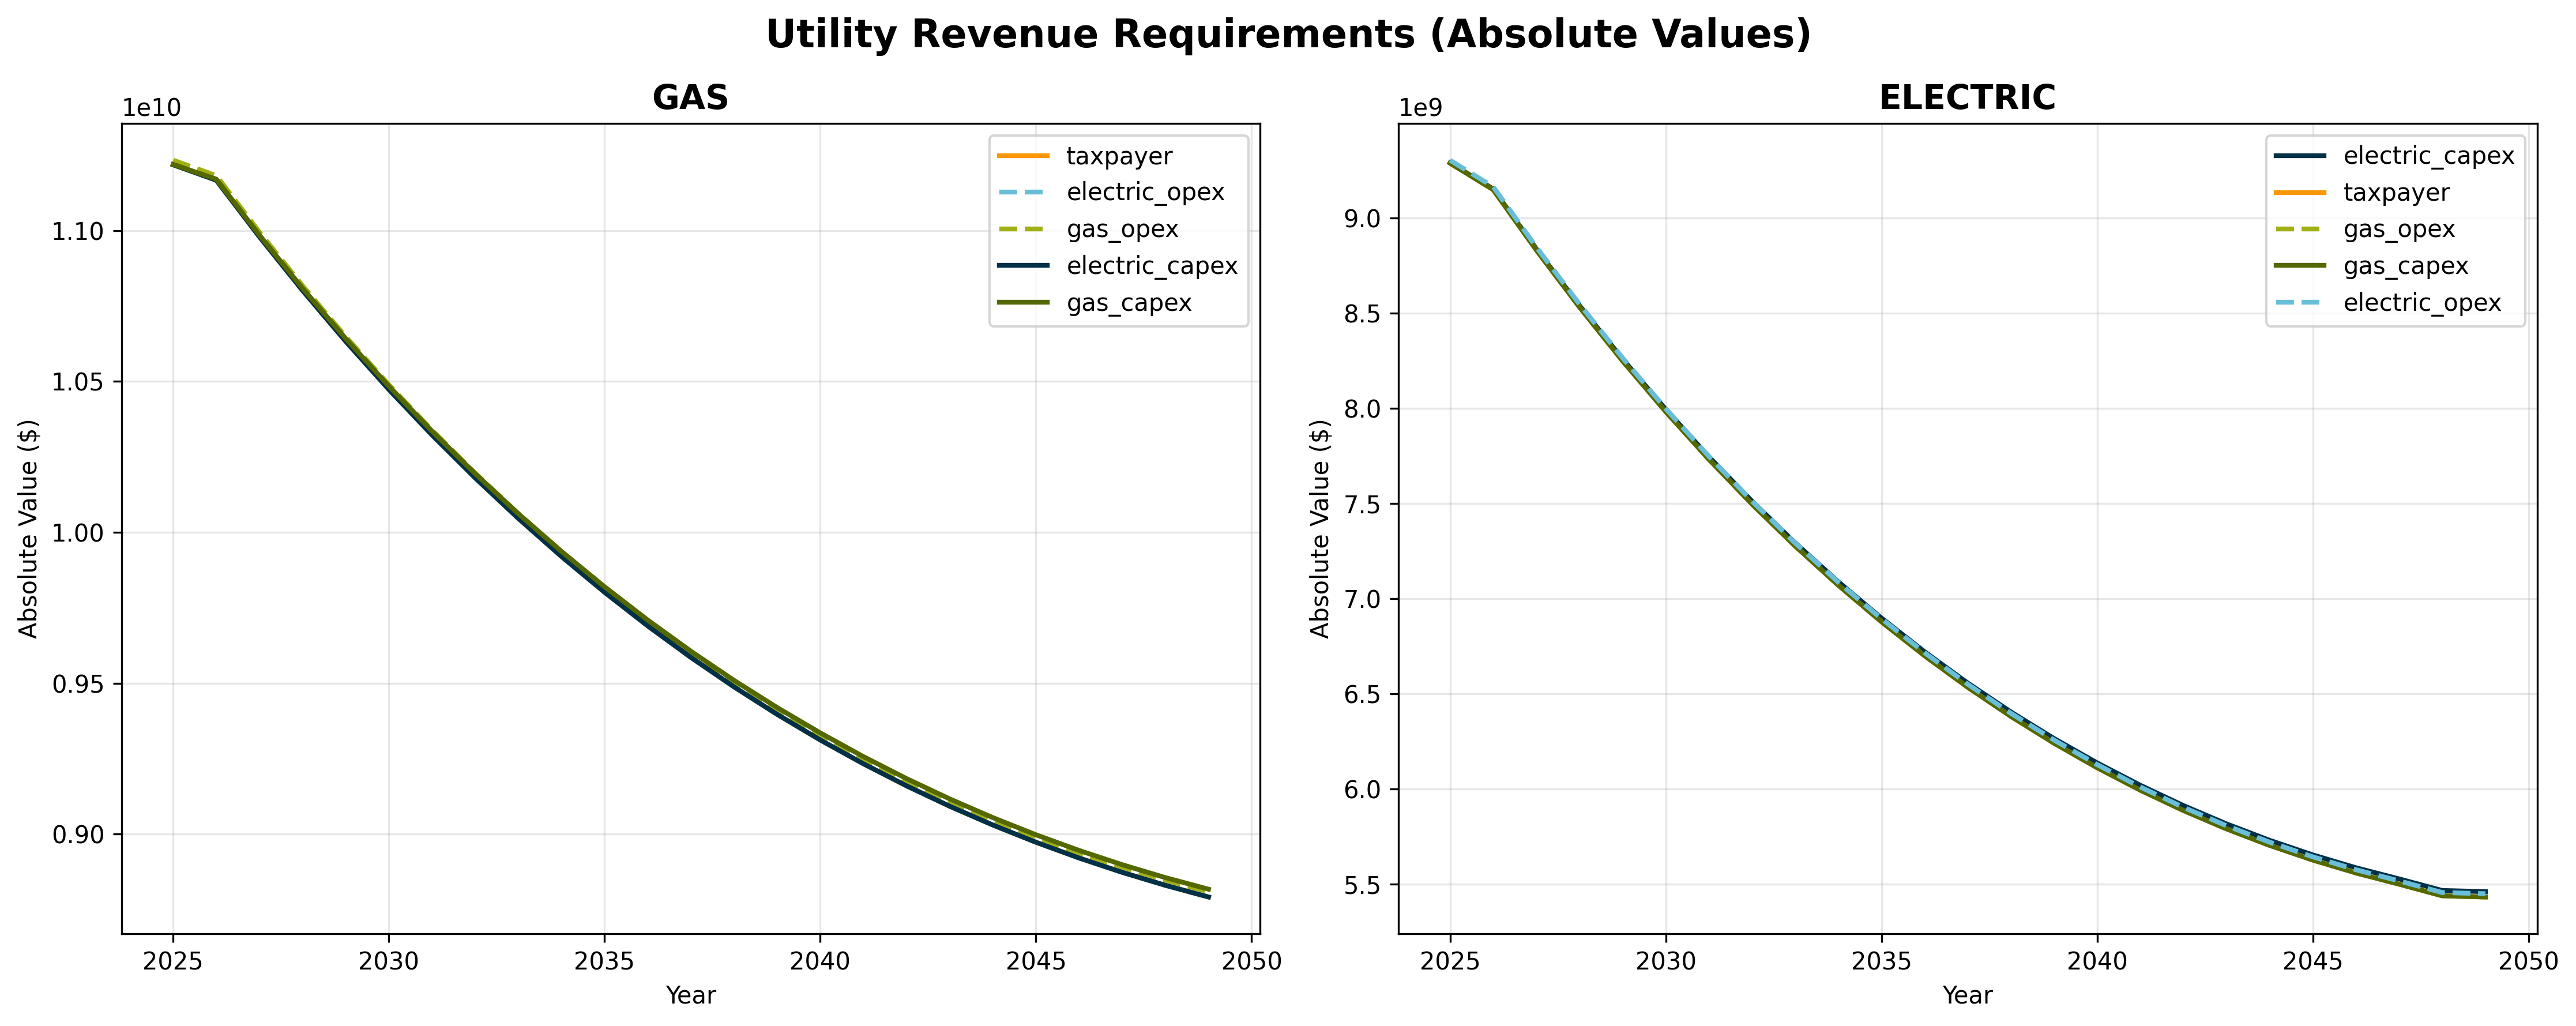 Utility Revenue Requirements (Absolute Values)
GAS
1e10
1.10
1.05
1.00
0.95
0.90
Absolute Value ($)
2025 2030 2035 2040 2045 2050
Year
taxpayer
electric_opex
gas_opex
electric_capex
gas_capex
ELECTRIC
1e9
9.0
8.5
8.0
7.5
7.0
6.5
6.0
5.5
Absolute Value ($)
2025 2030 2035 2040 2045 2050
Year
electric_capex
taxpayer
gas_opex
gas_capex
electric_opex